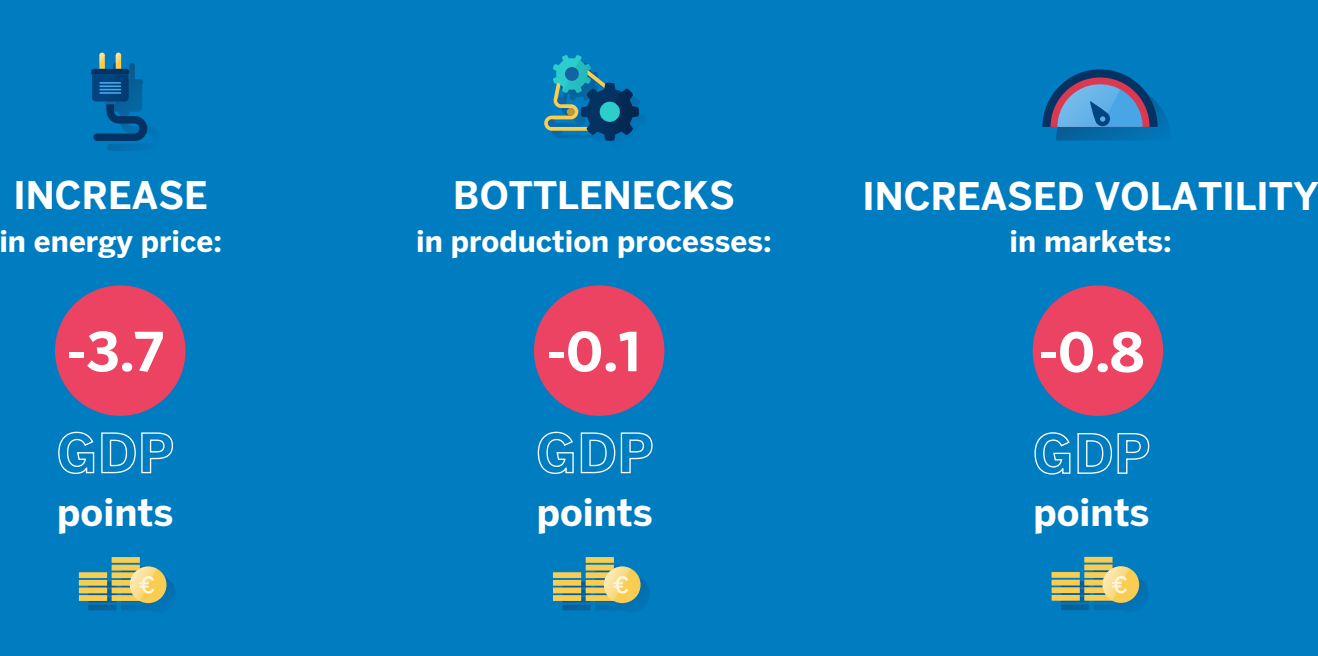 INCREASE
in energy price:
-3.7
GDP
points
€
BOTTLENECKS
in production processes:
-0.1
GDP
points
€
INCREASED VOLATILITY
in markets:
-0.8
GDP
points
€